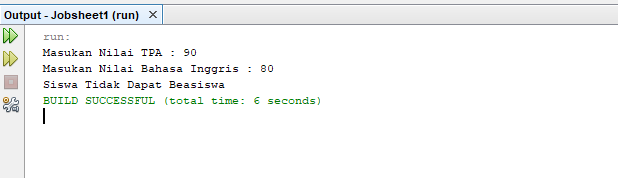 Output - Jobsheet1 (run) ×
run:
Masukan Nilai TPA : 90
Masukan Nilai Bahasa Inggris : 80
Siswa Tidak Dapat Beasiswa
BUILD SUCCESSFUL (total time: 6 seconds)